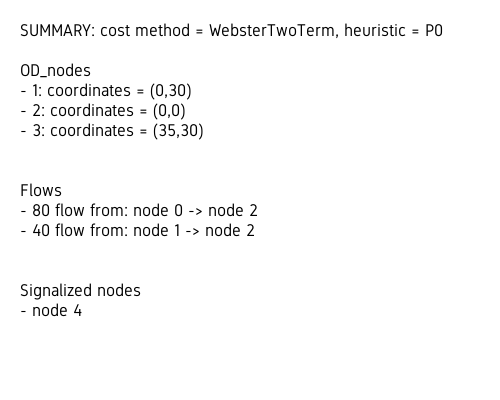 SUMMARY: cost method = WebsterTwoTerm, heuristic = P0
OD_nodes
- 1: coordinates = (0,30)
- 2: coordinates = (0,0)
- 3: coordinates = (35,30)
Flows
- 80 flow from: node 0 -> node 2
- 40 flow from: node 1 -> node 2
Signalized nodes
- node 4